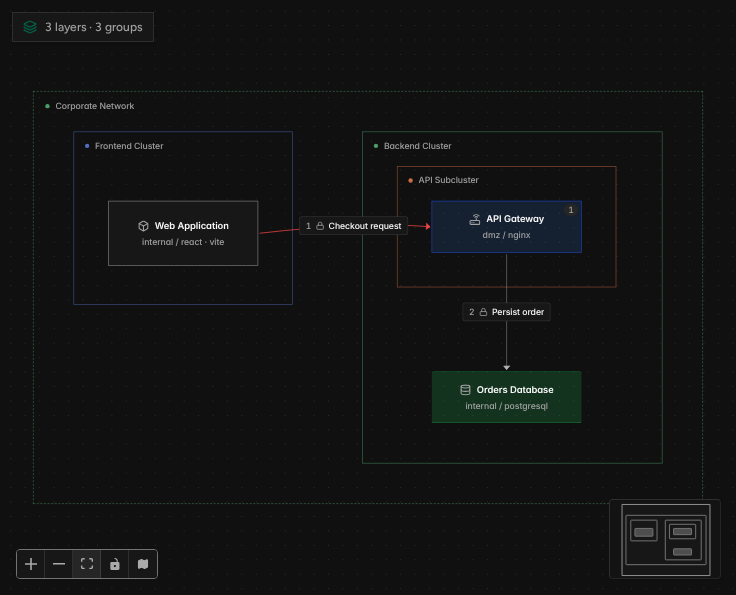 3 layers · 3 groups
Corporate Network
Frontend Cluster
Backend Cluster
API Subcluster
Web Application
internal / react · vite
1 Checkout request
API Gateway
1
dmz / nginx
2 Persist order
Orders Database
internal / postgresql